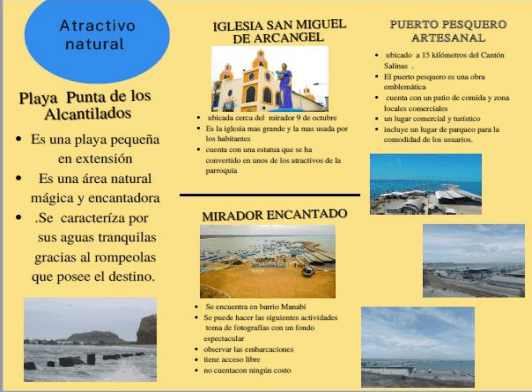 Atractivo
natural
Playa Punta de los
Alcantilados
• Es una playa pequeña
en extensión
• Es una área natural
mágica y encantadora
• .Se caracteríza por
sus aguas tranquilas
gracias al rompeolas
que posee el destino.
IGLESIA SAN MIGUEL
DE ARCANGEL
• ubicada cerca del mirador 9 de octubre
• Es la iglesia mas grande y la mas usada por
los habitantes
• cuenta con una estatua que se ha
convertido en unos de los atractivos de la
parroquia
MIRADOR ENCANTADO
• Se encuentra en barrio Manabí
• Se puede hacer las siguientes actividades
toma de fotografías con un fondo
espectacular
• observar las embarcaciones
• tiene acceso libre
• no cuentacon ningún costo
PUERTO PESQUERO
ARTESANAL
• ubicado a 15 kilómetros del Cantón
Salinas .
• El puerto pesquero es una obra
emblemática
• cuenta con un patio de comida y zona
locales comerciales
• un lugar comercial y turístico
• incluye un lugar de parqueo para la
comodidad de los usuarios.